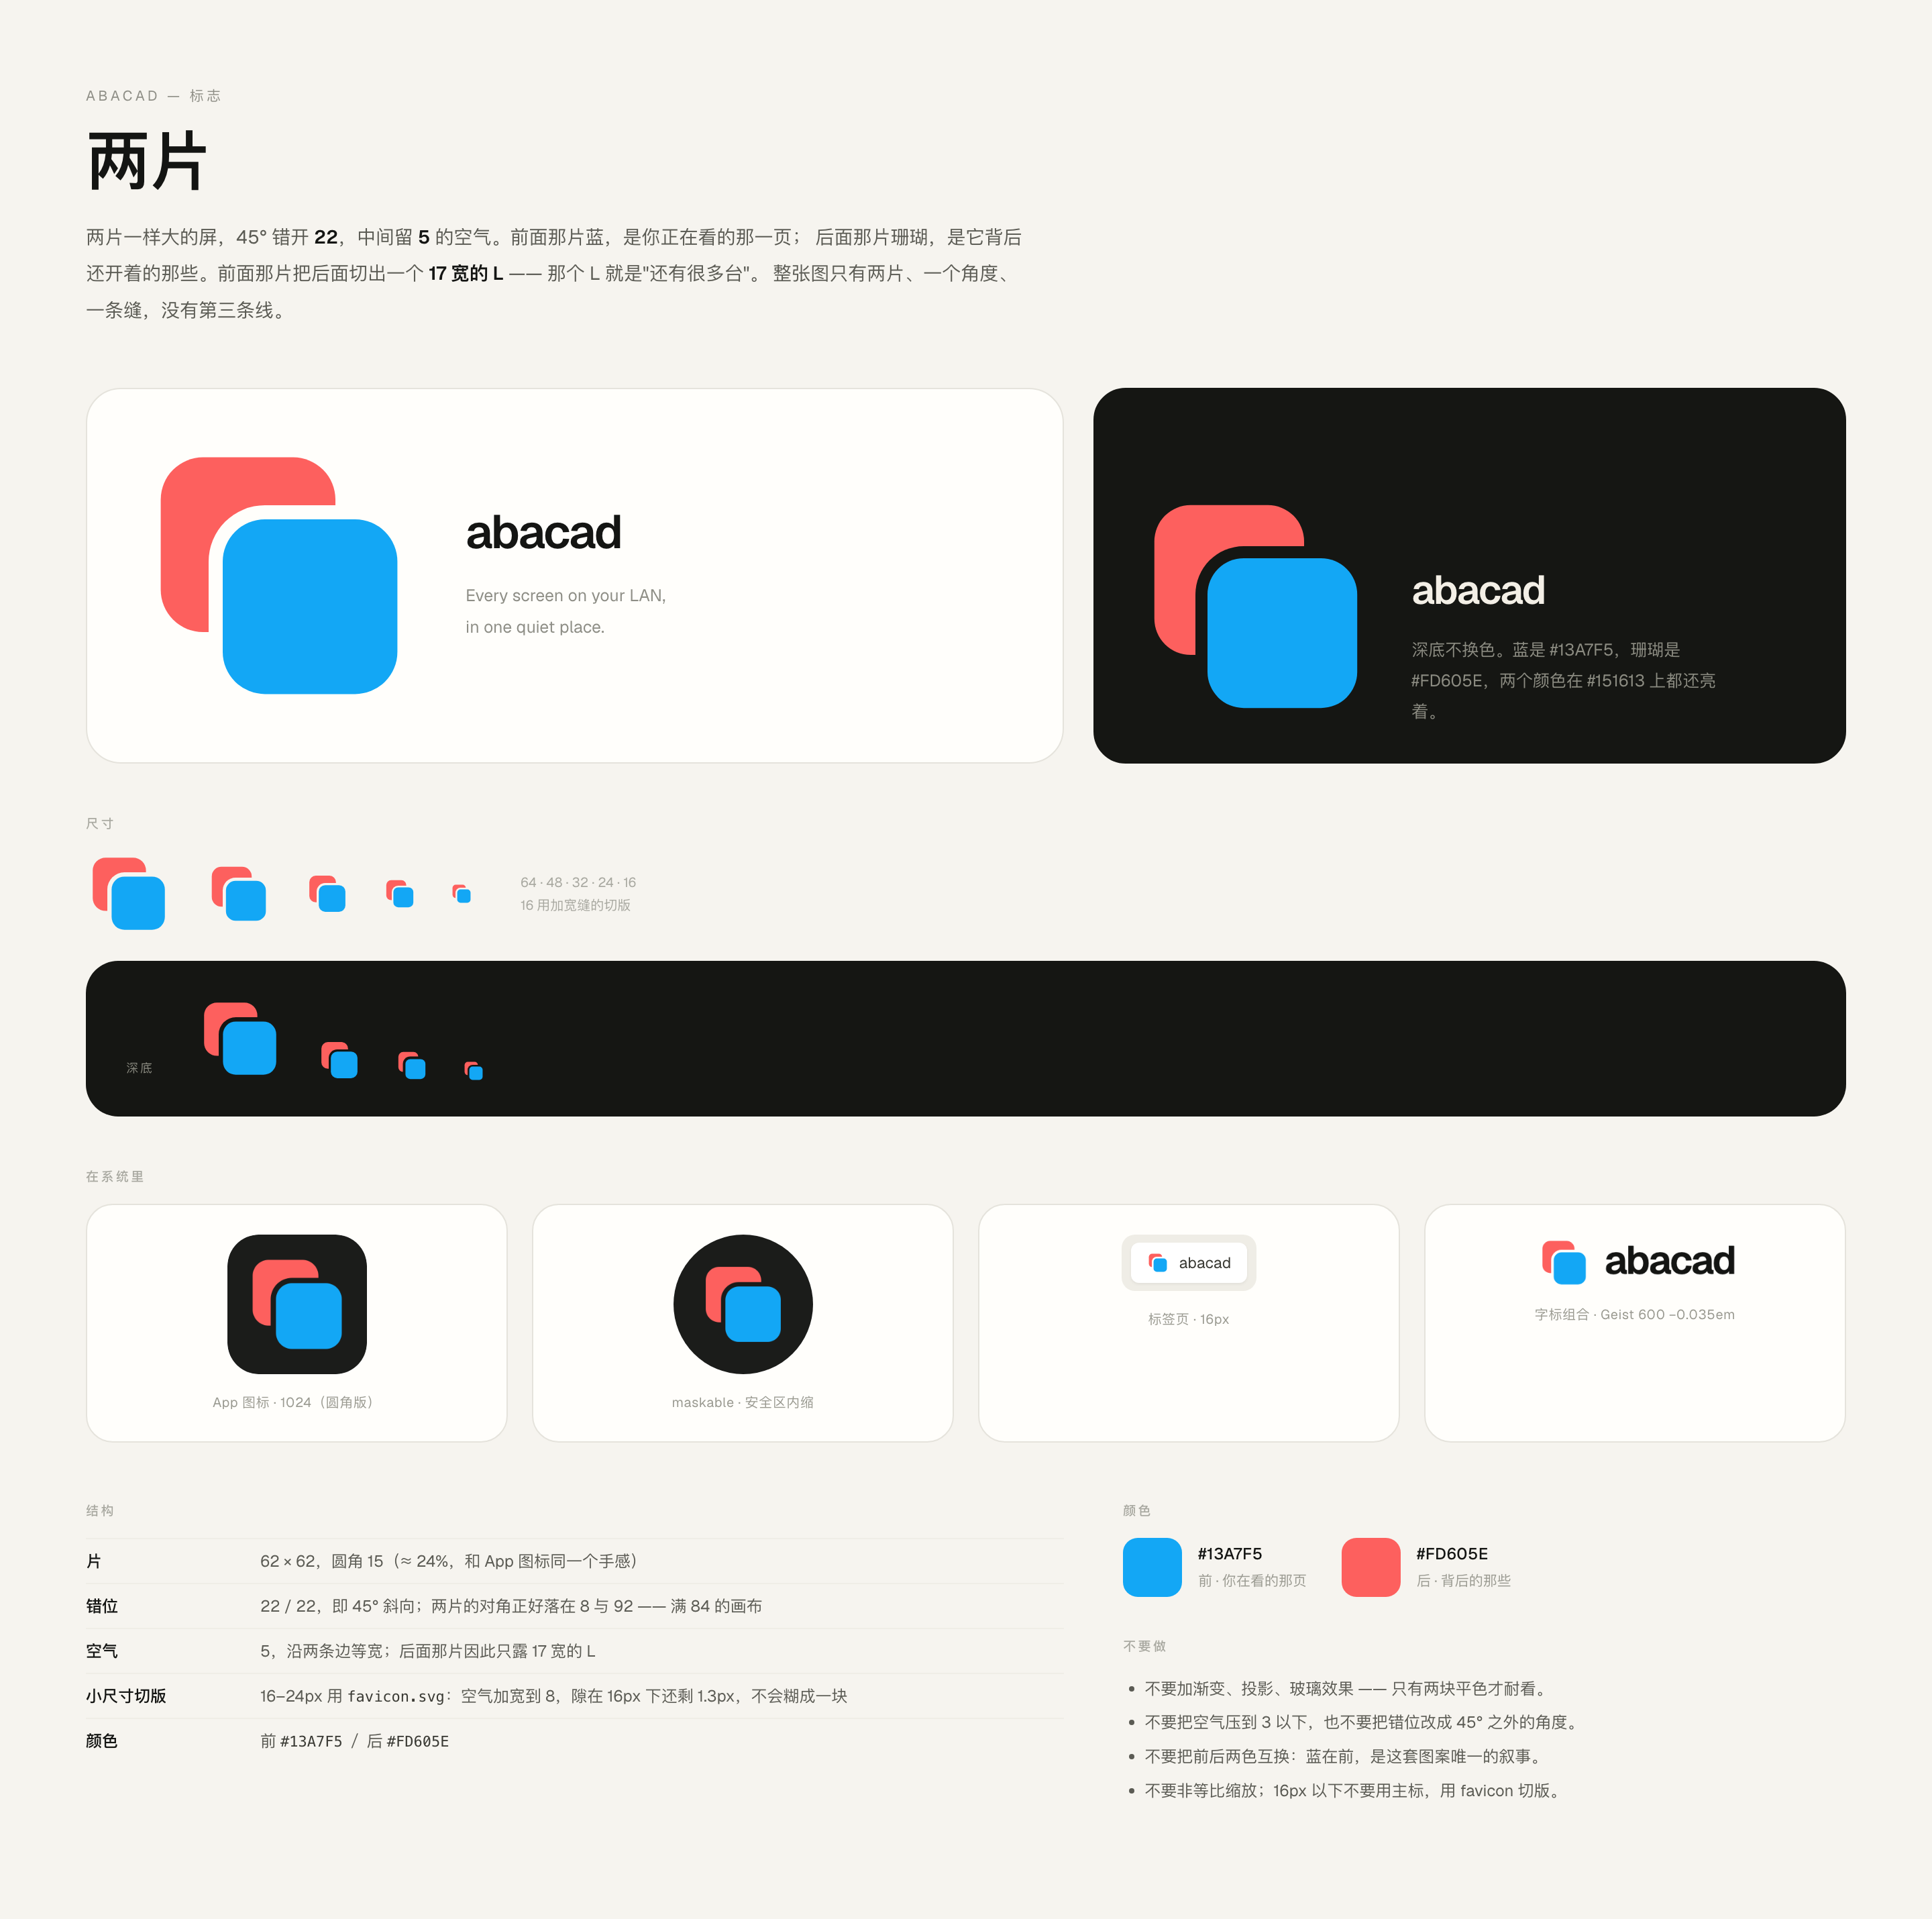 ABACAD — 标志
两片
两片一样大的屏，45° 错开 22，中间留 5 的空气。前面那片蓝，是你正在看的那一页； 后面那片珊瑚，是它背后
还开着的那些。前面那片把后面切出一个 17 宽的 L —— 那个 L 就是"还有很多台"。 整张图只有两片、一个角度、
一条缝，没有第三条线。
abacad
Every screen on your LAN,
in one quiet place.
abacad
深底不换色。蓝是 #13A7F5，珊瑚是
#FD605E，两个颜色在 #151613 上都还亮
着。
尺寸
64 · 48 · 32 · 24 · 16
16 用加宽缝的切版
深底
在系统里
App 图标 · 1024（圆角版）
maskable · 安全区内缩
abacad
标签页 · 16px
abacad
字标组合 · Geist 600 −0.035em
结构
片 62 × 62，圆角 15（≈ 24%，和 App 图标同一个手感）
错位 22 / 22，即 45° 斜向；两片的对角正好落在 8 与 92 —— 满 84 的画布
空气 5，沿两条边等宽；后面那片因此只露 17 宽的 L
小尺寸切版 16–24px 用 favicon.svg：空气加宽到 8，隙在 16px 下还剩 1.3px，不会糊成一块
颜色 前 #13A7F5 / 后 #FD605E
颜色
#13A7F5
前 · 你在看的那页
#FD605E
后 · 背后的那些
不要做
• 不要加渐变、投影、玻璃效果 —— 只有两块平色才耐看。
• 不要把空气压到 3 以下，也不要把错位改成 45° 之外的角度。
• 不要把前后两色互换：蓝在前，是这套图案唯一的叙事。
• 不要非等比缩放；16px 以下不要用主标，用 favicon 切版。